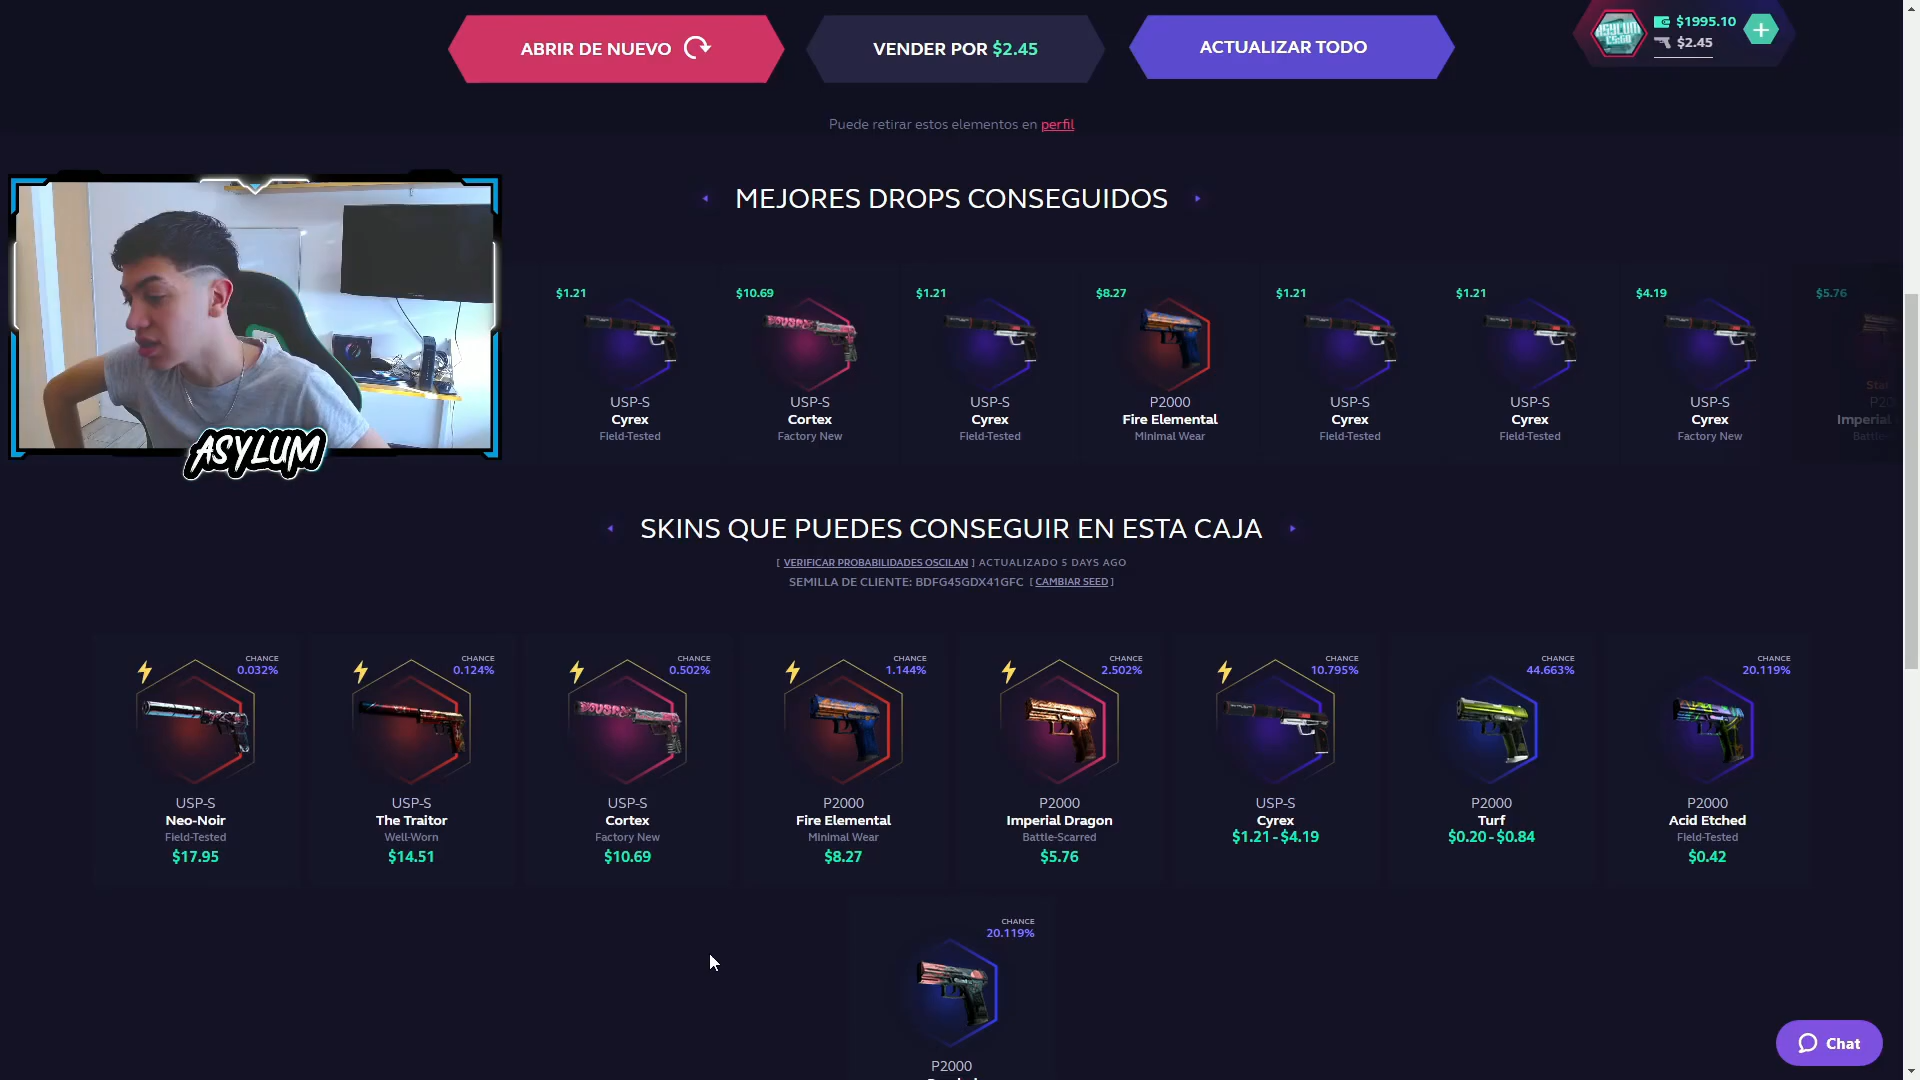 ABRIR DE NUEVO
VENDER POR $2.45
ACTUALIZAR TODO
$1995.10
$2.45
Puede retirar estos elementos en perfil
MEJORES DROPS CONSEGUIDOS
$1.21
USP-S
Cyrex
Field-Tested
$10.69
USP-S
Cortex
Factory New
$1.21
USP-S
Cyrex
Field-Tested
$8.27
P2000
Fire Elemental
Minimal Wear
$1.21
USP-S
Cyrex
Field-Tested
$1.21
USP-S
Cyrex
Field-Tested
$4.19
USP-S
Cyrex
Factory New
$5.76
Imperial
ASYLUM
SKINS QUE PUEDES CONSEGUIR EN ESTA CAJA
[ VERIFICAR PROBABILIDADES OSCILAN ] ACTUALIZADO 5 DAYS AGO
SEMILLA DE CLIENTE: BDFG45GDX41GFC [ CAMBIAR SEED ]
CHANCE
0.032%
USP-S
Neo-Noir
Field-Tested
$17.95
CHANCE
0.124%
USP-S
The Traitor
Well-Worn
$14.51
CHANCE
0.502%
USP-S
Cortex
Factory New
$10.69
CHANCE
1.144%
P2000
Fire Elemental
Minimal Wear
$8.27
CHANCE
2.502%
P2000
Imperial Dragon
Battle-Scarred
$5.76
CHANCE
10.795%
USP-S
Cyrex
$1.21 - $4.19
CHANCE
44.663%
P2000
Turf
$0.20 - $0.84
CHANCE
20.119%
P2000
Acid Etched
Field-Tested
$0.42
CHANCE
20.119%
P2000
Chat